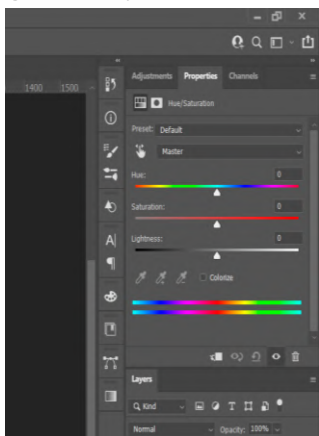 Adjustments Properties Channels
1400 1500
Hue/Saturation
Preset: Default
Master
Hue: 0
Saturation: 0
Lightness: 0
Colorize
Layers
Kind
Normal Opacity: 100%